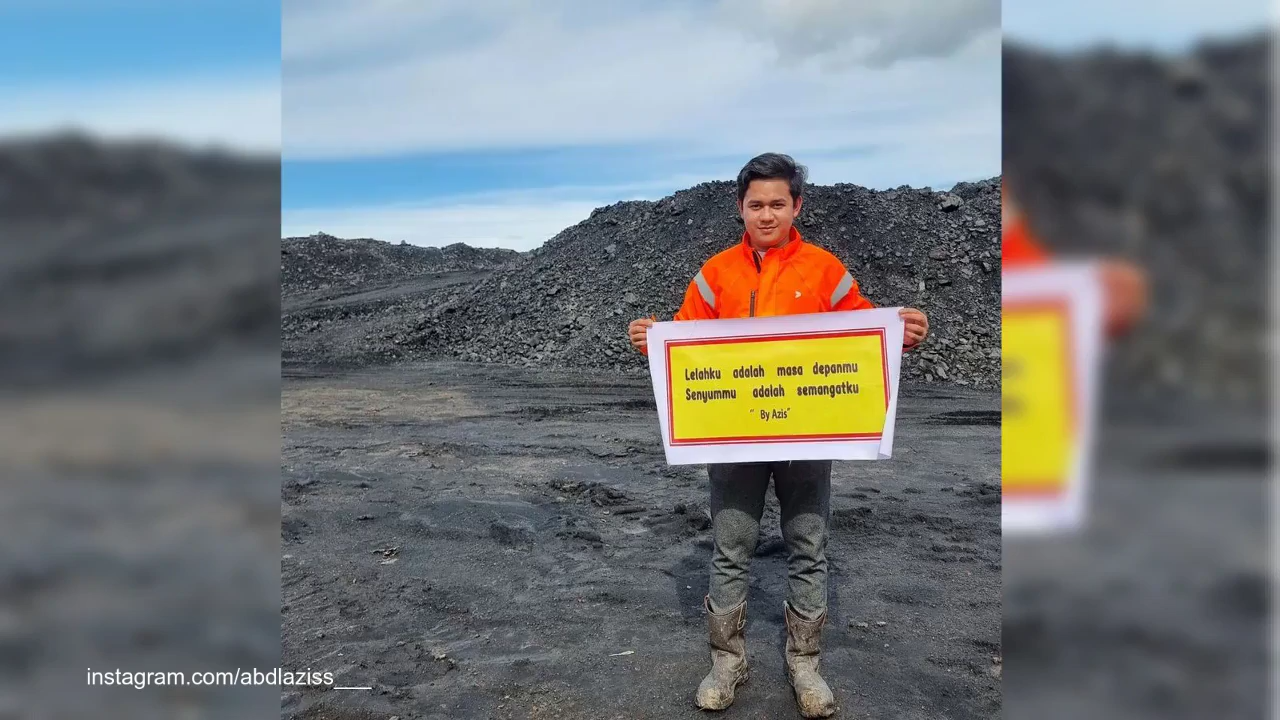 Lelahku adalah masa depanmu
Senyummu adalah semangatku
“ By Azis”
instagram.com/abdlaziss___